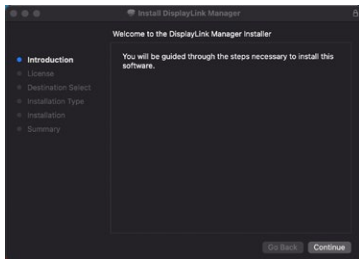 Install DisplayLink Manager
Welcome to the DisplayLink Manager Installer
Introduction
License
Destination Select
Installation Type
Installation
Summary
You will be guided through the steps necessary to install this
software.
Go Back
Continue